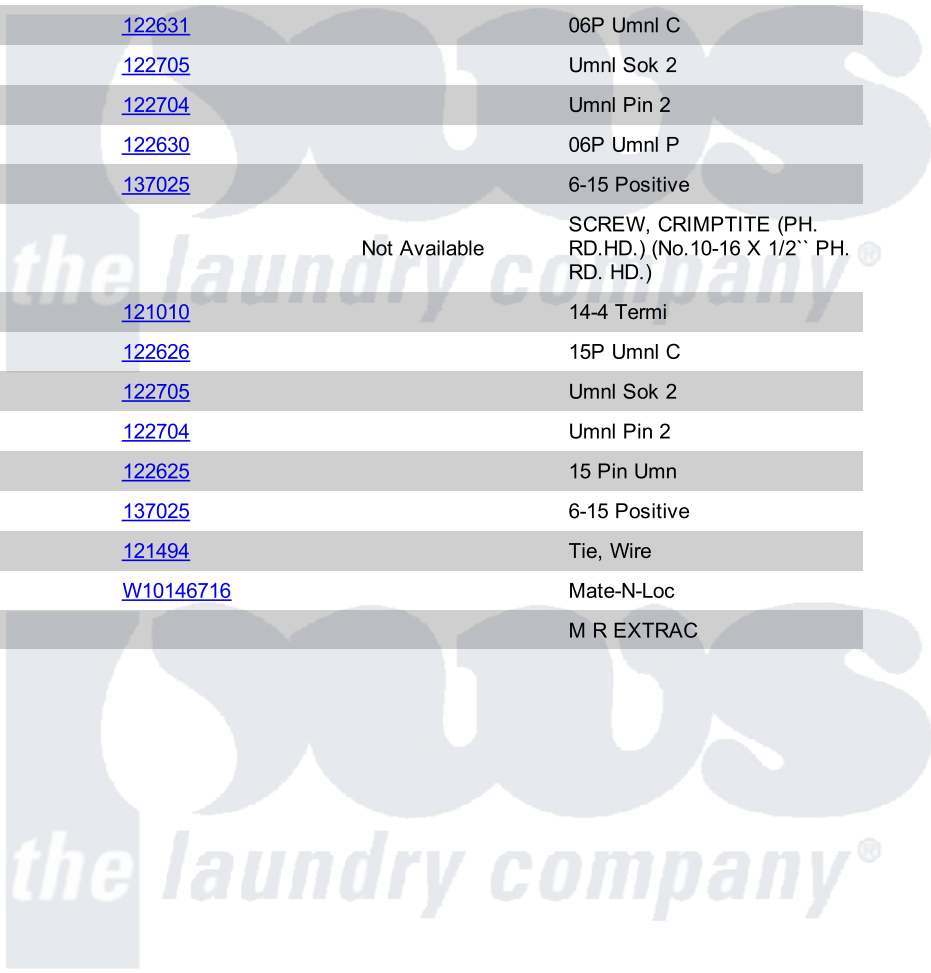 122631 06P Umnl C
122705 Umnl Sok 2
122704 Umnl Pin 2
122630 06P Umnl P
137025 6-15 Positive
SCREW, CRIMPTITE (PH.
Not Available RD.HD.) (No.10-16 X 1/2`` PH.
RD. HD.)
121010 14-4 Termi
122626 15P Umnl C
122705 Umnl Sok 2
122704 Umnl Pin 2
122625 15 Pin Umn
137025 6-15 Positive
121494 Tie, Wire
W10146716 Mate-N-Loc
M R EXTRAC
pws
the laundry company®
pws
the laundry company®